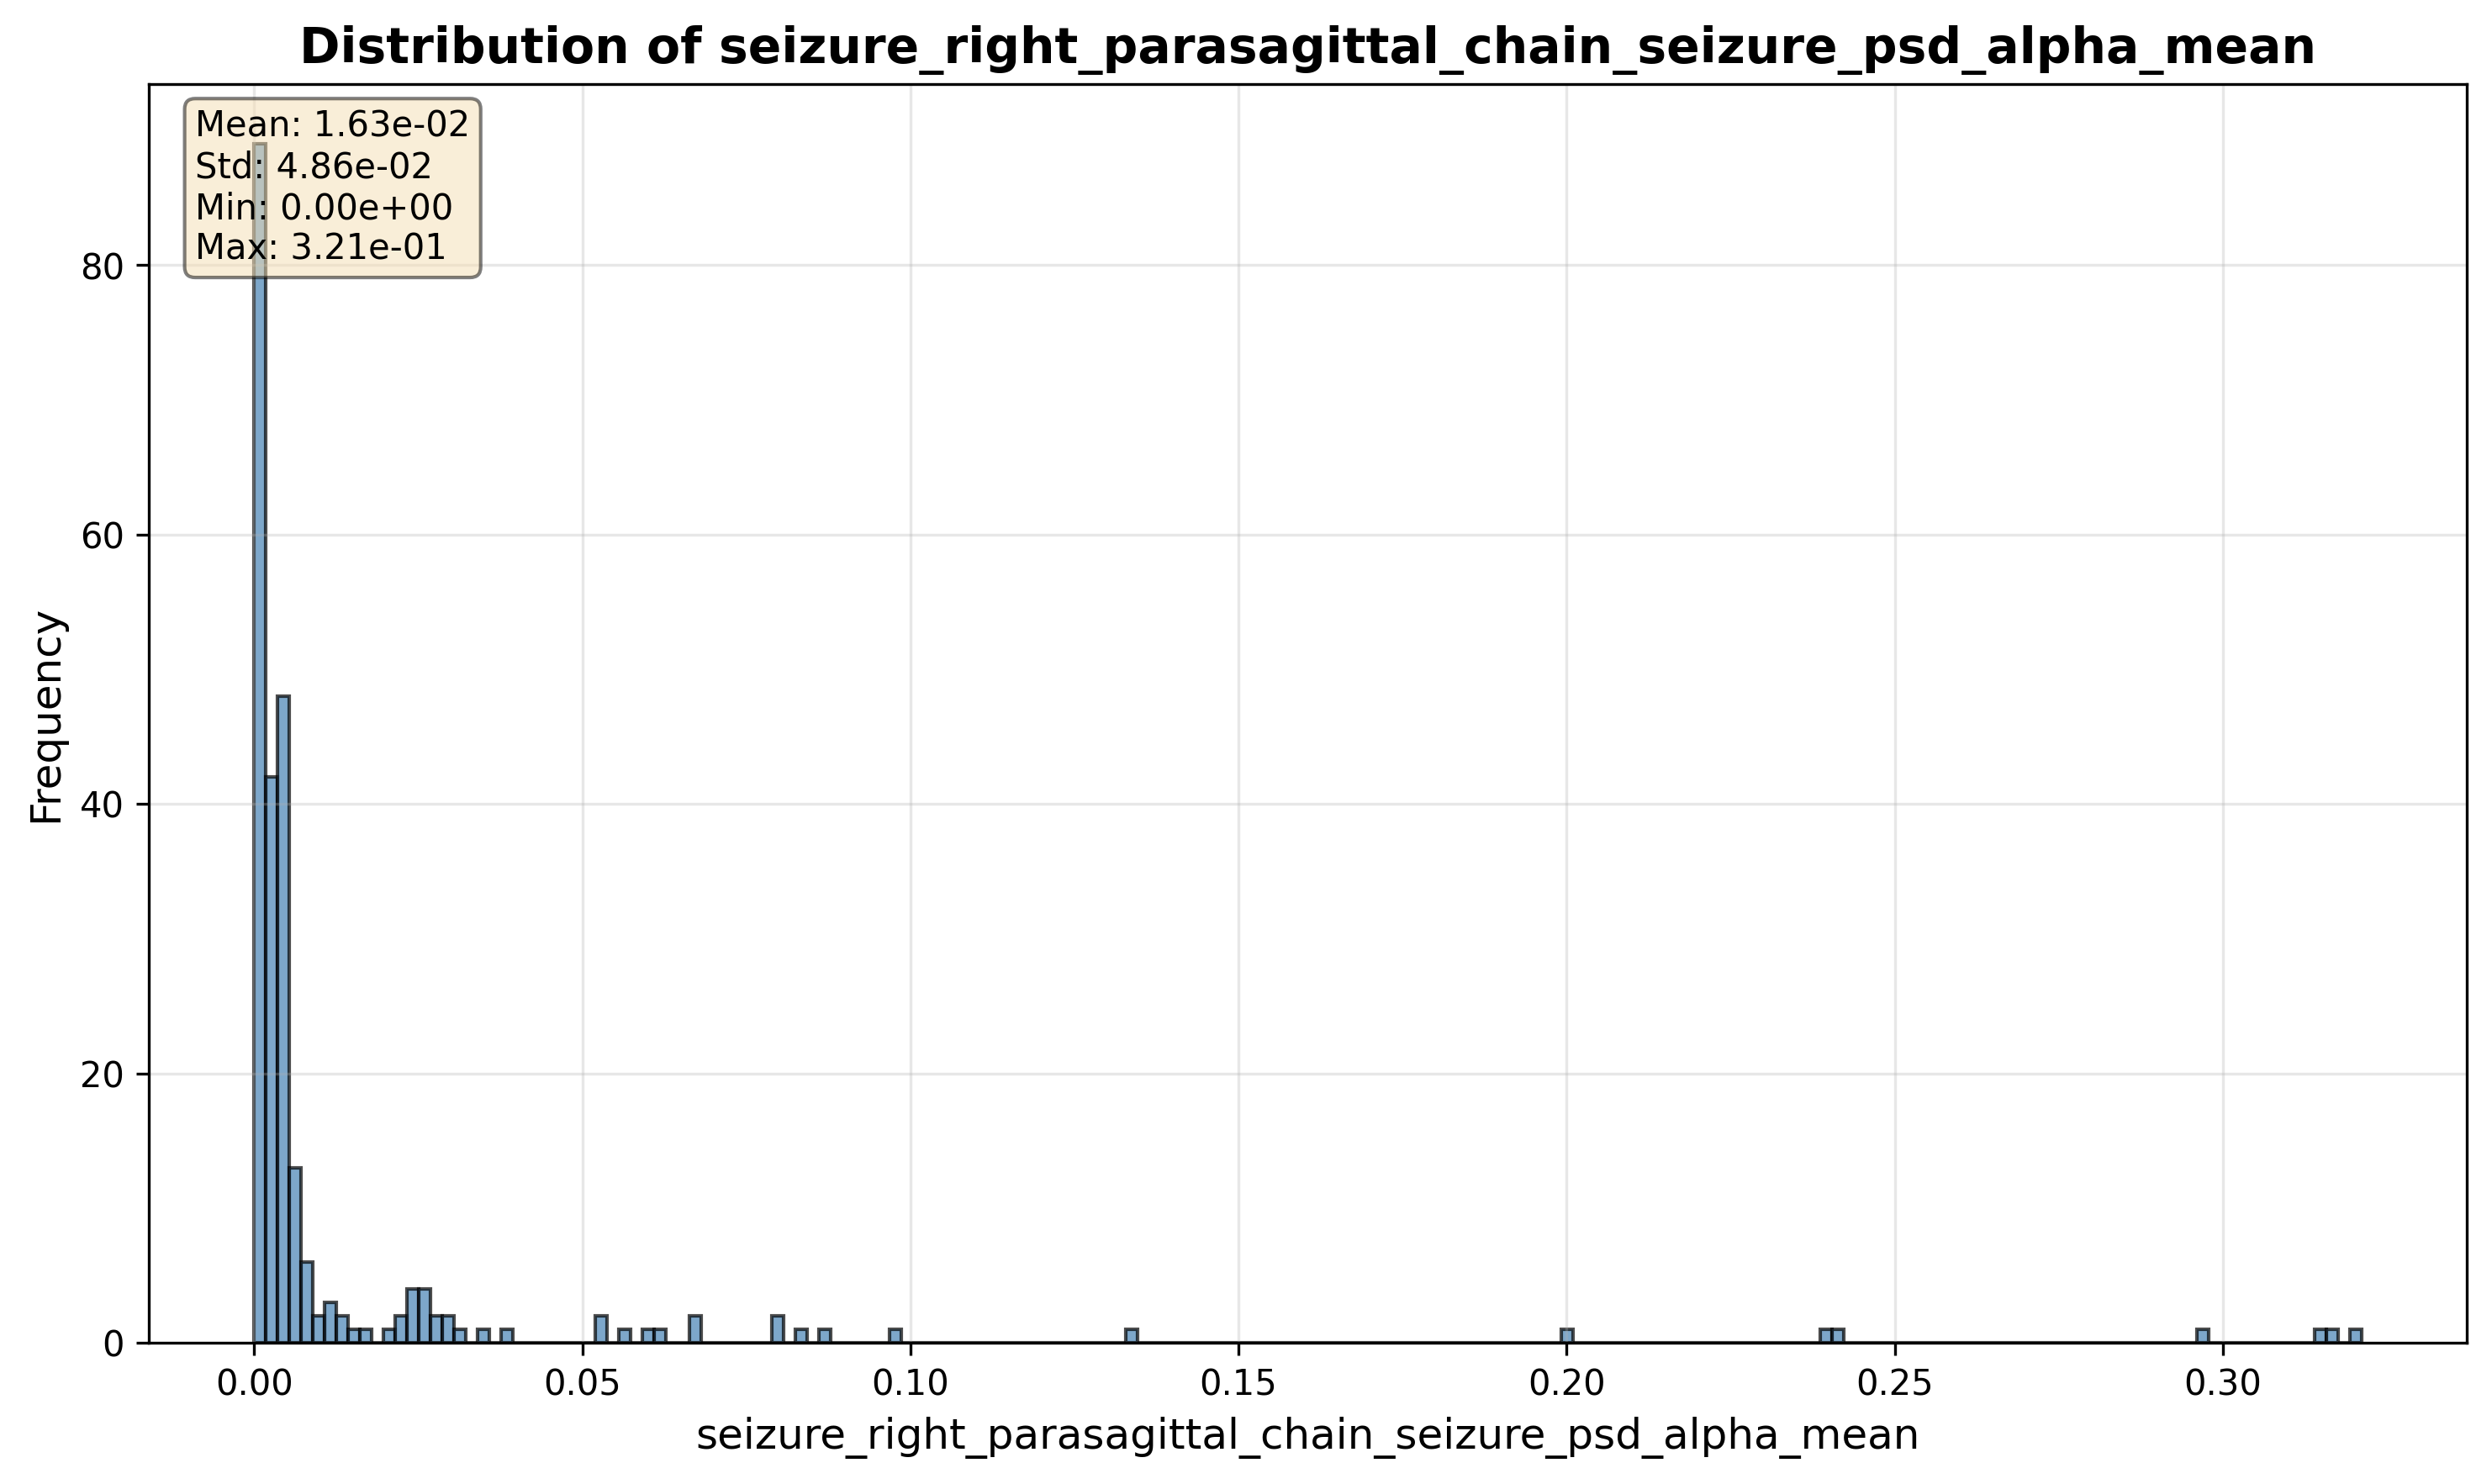 Distribution of seizure_right_parasagittal_chain_seizure_psd_alpha_mean
Mean: 1.63e-02
Std: 4.86e-02
Min: 0.00e+00
Max: 3.21e-01
Frequency
80
60
40
20
0
0.00 0.05 0.10 0.15 0.20 0.25 0.30
seizure_right_parasagittal_chain_seizure_psd_alpha_mean